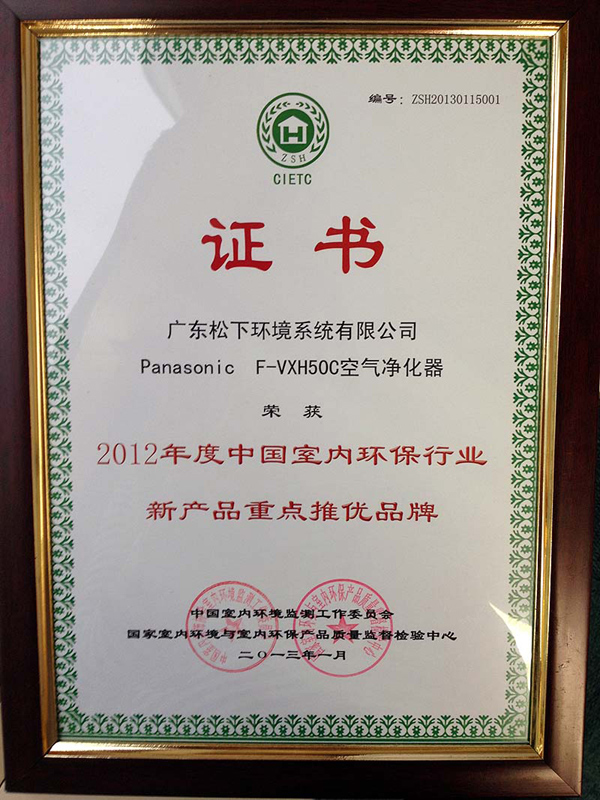 编号：ZSH20130115001
ZSH
CIETC
证书
广东松下环境系统有限公司
Panasonic F-VXH50C空气净化器
荣获
2012年度中国室内环保行业
新产品重点推优品牌
中国室内环境监测工作委员会
国家室内环境与室内环保产品质量监督检验中心
二〇一三年一月